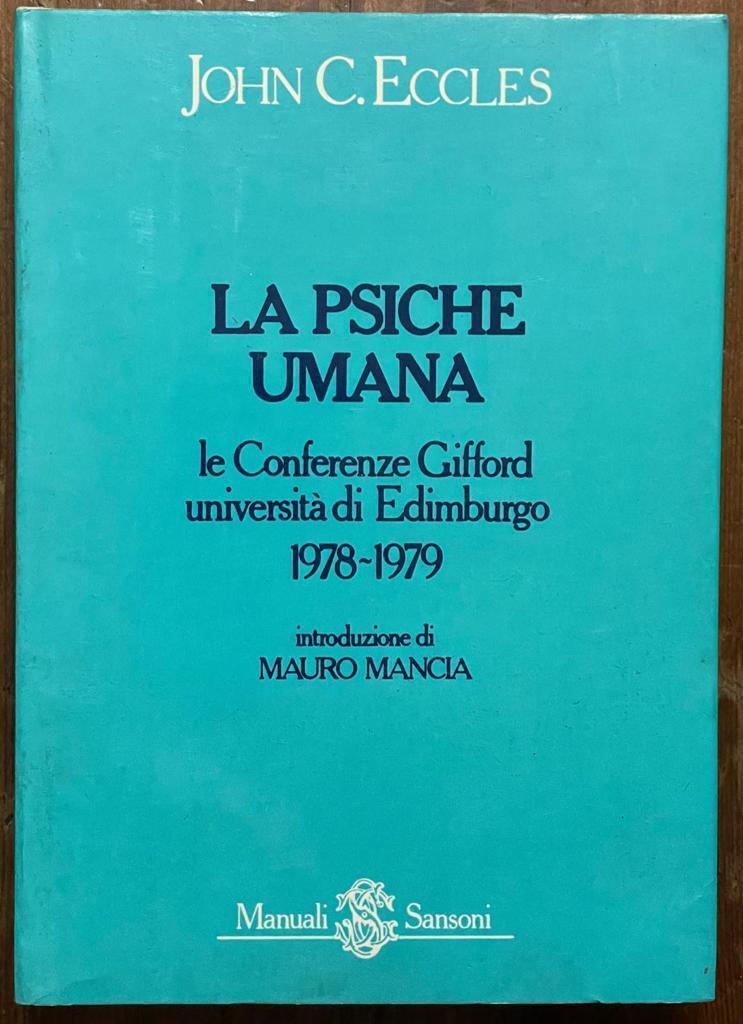 JOHN C. ECCLES
LA PSICHE
UMANA
le Conferenze Gifford
università di Edimburgo
1978~1979
introduzione di
MAURO MANCIA
Manuali Sansoni